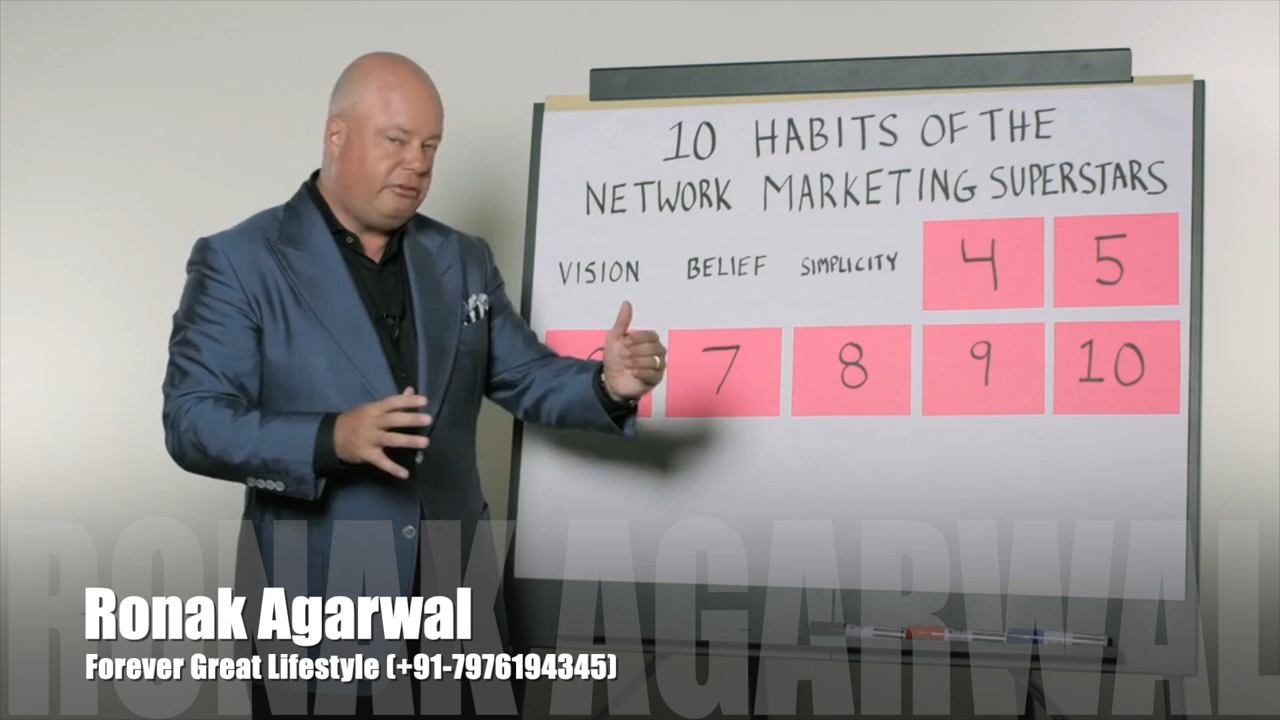 10 HABITS OF THE
NETWORK MARKETING SUPERSTARS
VISION BELIEF SIMPLICITY 4 5
7 8 9 10
RONAK AGARWAL
Ronak Agarwal
Forever Great Lifestyle (+91-7976194345)